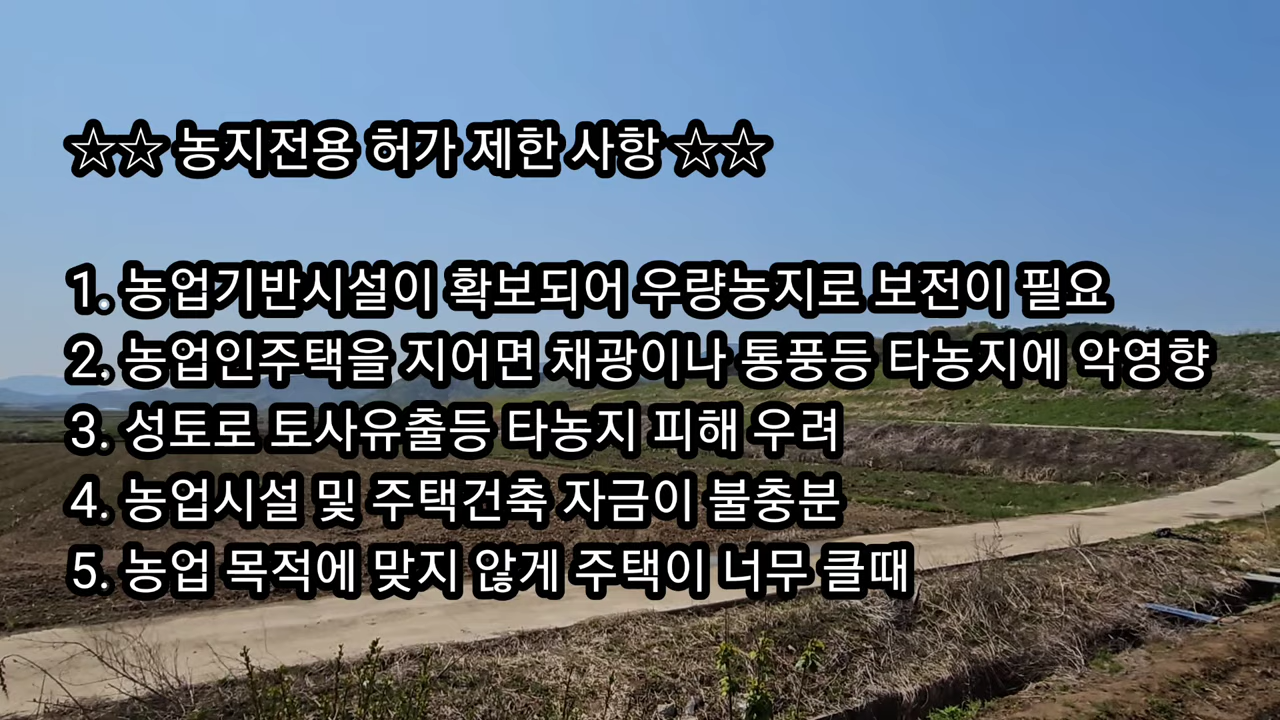 ☆☆ 농지전용 허가 제한 사항 ☆☆
1. 농업기반시설이 확보되어 우량농지로 보전이 필요
2. 농업인주택을 지어면 채광이나 통풍등 타농지에 악영향
3. 성토로 토사유출등 타농지 피해 우려
4. 농업시설 및 주택건축 자금이 불충분
5. 농업 목적에 맞지 않게 주택이 너무 클때